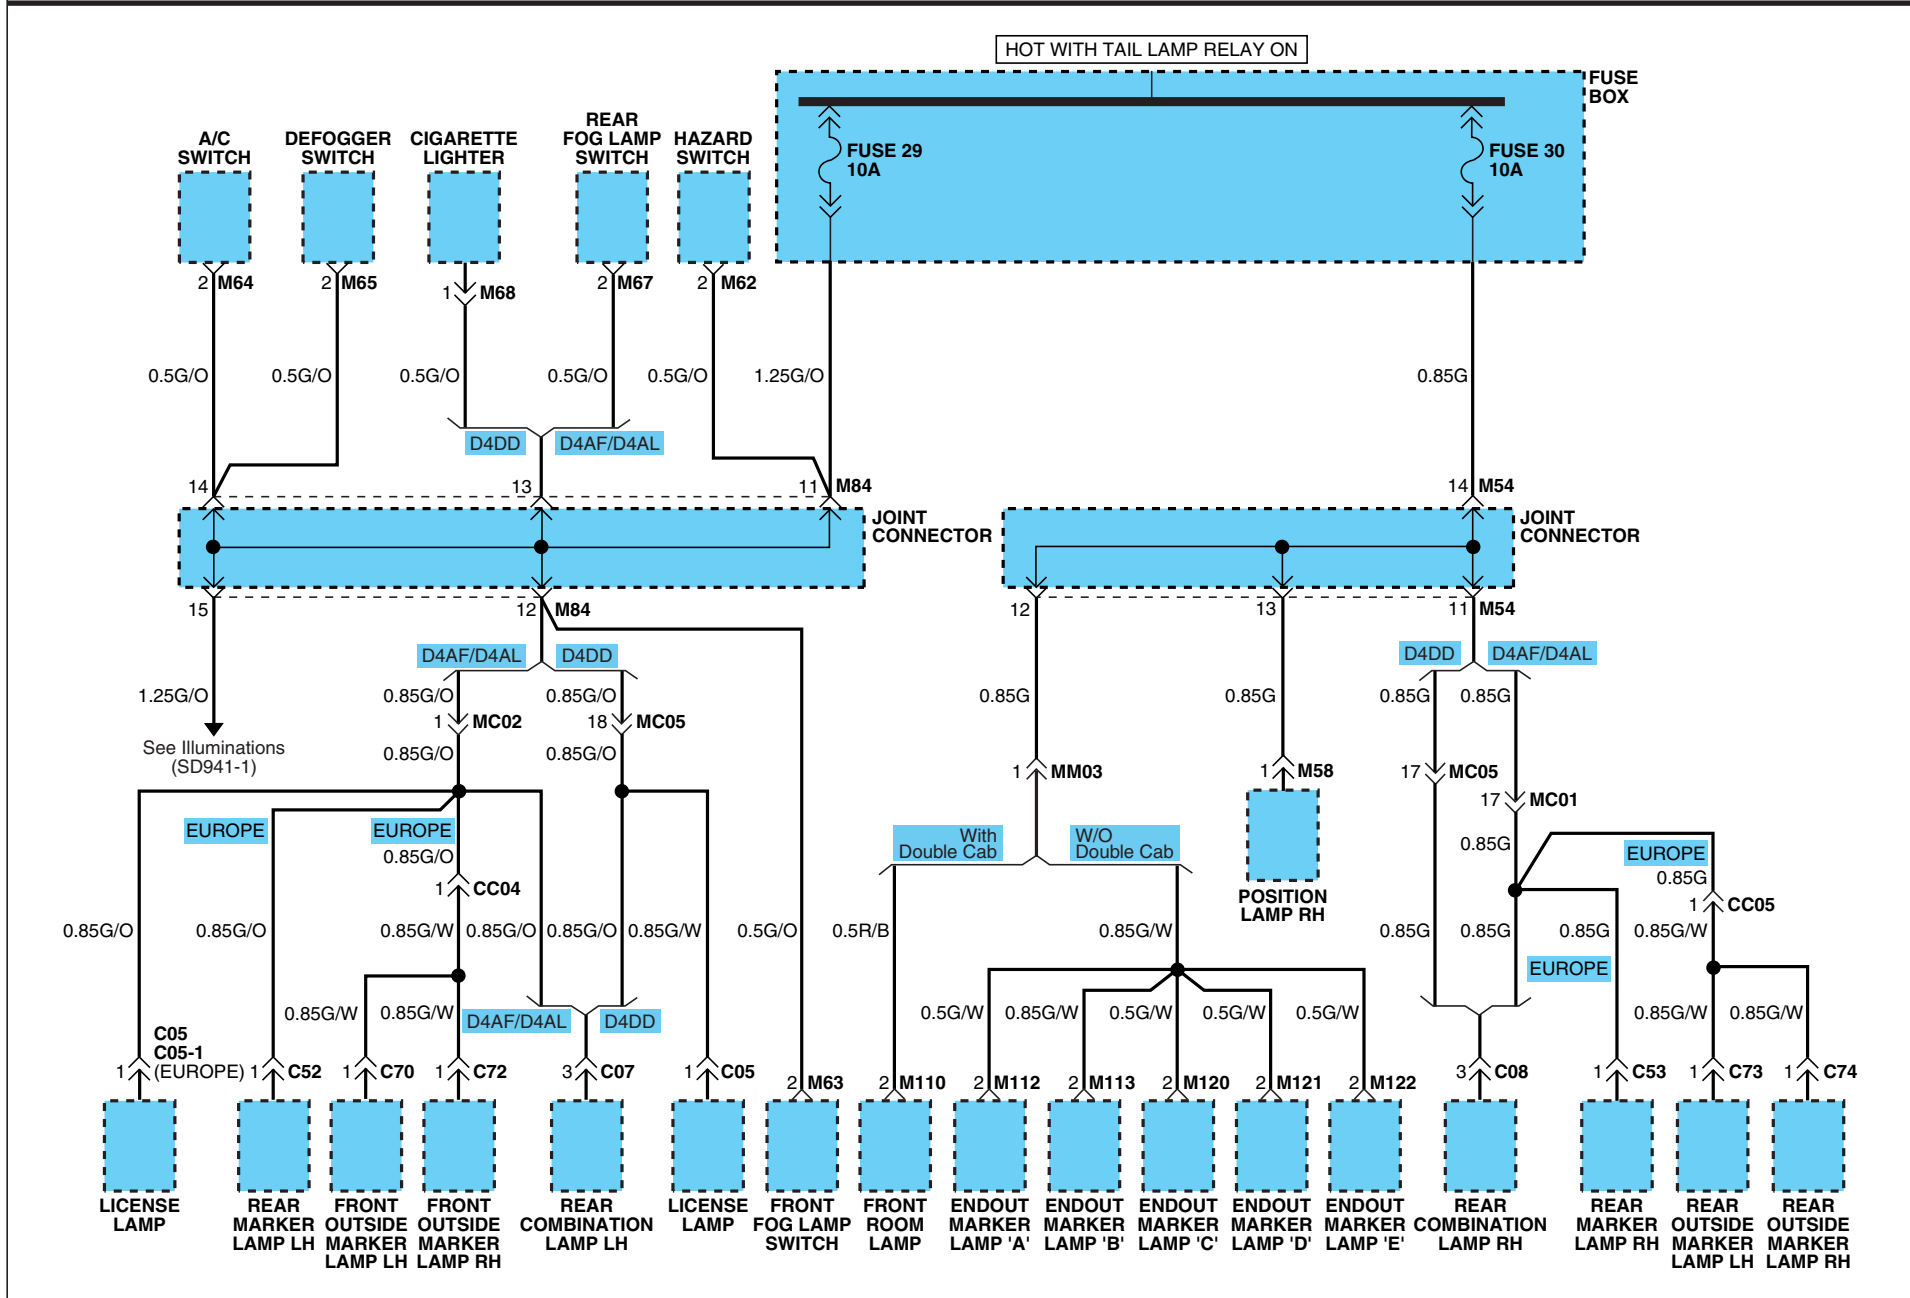 HOT WITH TAIL LAMP RELAY ON
FUSE
BOX
FUSE 29
10A
FUSE 30
10A
A/C
SWITCH
DEFOGGER
SWITCH
CIGARETTE
LIGHTER
REAR
FOG LAMP
SWITCH
HAZARD
SWITCH
2 M64
2 M65
1 M68
2 M67
2 M62
0.5G/O
0.5G/O
0.5G/O
0.5G/O
0.5G/O
1.25G/O
0.85G
D4DD
D4AF/D4AL
14
13
11 M84
14 M54
JOINT
CONNECTOR
JOINT
CONNECTOR
15
12 M84
12
13
11 M54
D4AF/D4AL
D4DD
D4DD
D4AF/D4AL
1.25G/O
0.85G/O
0.85G/O
0.85G
0.85G
0.85G
0.85G
1 MC02
18 MC05
See Illuminations
(SD941-1)
0.85G/O
0.85G/O
1 MM03
1 M58
17 MC05
17 MC01
EUROPE
EUROPE
0.85G/O
With
Double Cab
W/O
Double Cab
0.85G
EUROPE
0.85G
1 CC04
POSITION
LAMP RH
1 CC05
0.85G/O
0.85G/O
0.85G/W
0.85G/O
0.85G/O
0.85G/W
0.5G/O
0.5R/B
0.85G/W
0.85G
0.85G
0.85G
0.85G/W
EUROPE
0.85G/W
0.85G/W
D4AF/D4AL
D4DD
0.5G/W
0.85G/W
0.5G/W
0.5G/W
0.5G/W
0.85G/W
0.85G/W
C05
C05-1
1 (EUROPE)
1 C52
1 C70
1 C72
3 C07
1 C05
2 M63
2 M110
2 M112
2 M113
2 M120
2 M121
2 M122
3 C08
1 C53
1 C73
1 C74
LICENSE
LAMP
REAR
MARKER
LAMP LH
FRONT
OUTSIDE
MARKER
LAMP LH
FRONT
OUTSIDE
MARKER
LAMP RH
REAR
COMBINATION
LAMP LH
LICENSE
LAMP
FRONT
FOG LAMP
SWITCH
FRONT
ROOM
LAMP
ENDOUT
MARKER
LAMP 'A'
ENDOUT
MARKER
LAMP 'B'
ENDOUT
MARKER
LAMP 'C'
ENDOUT
MARKER
LAMP 'D'
ENDOUT
MARKER
LAMP 'E'
REAR
COMBINATION
LAMP RH
REAR
MARKER
LAMP RH
REAR
OUTSIDE
MARKER
LAMP LH
REAR
OUTSIDE
MARKER
LAMP RH